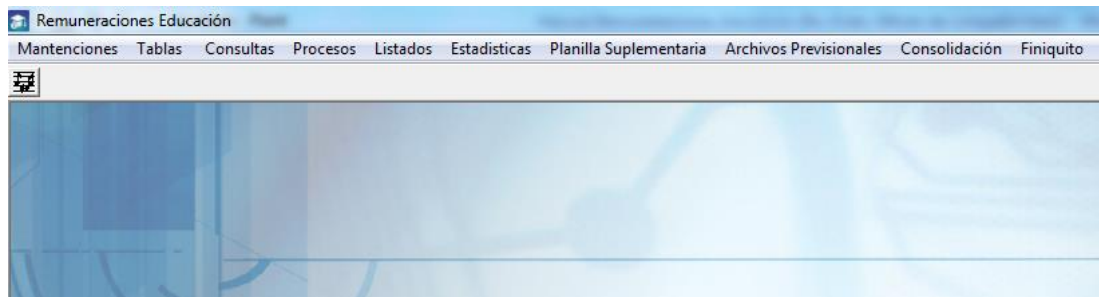 Remuneraciones Educación
Mantenciones Tablas Consultas Procesos Listados Estadisticas Planilla Suplementaria Archivos Previsionales Consolidación Finiquito